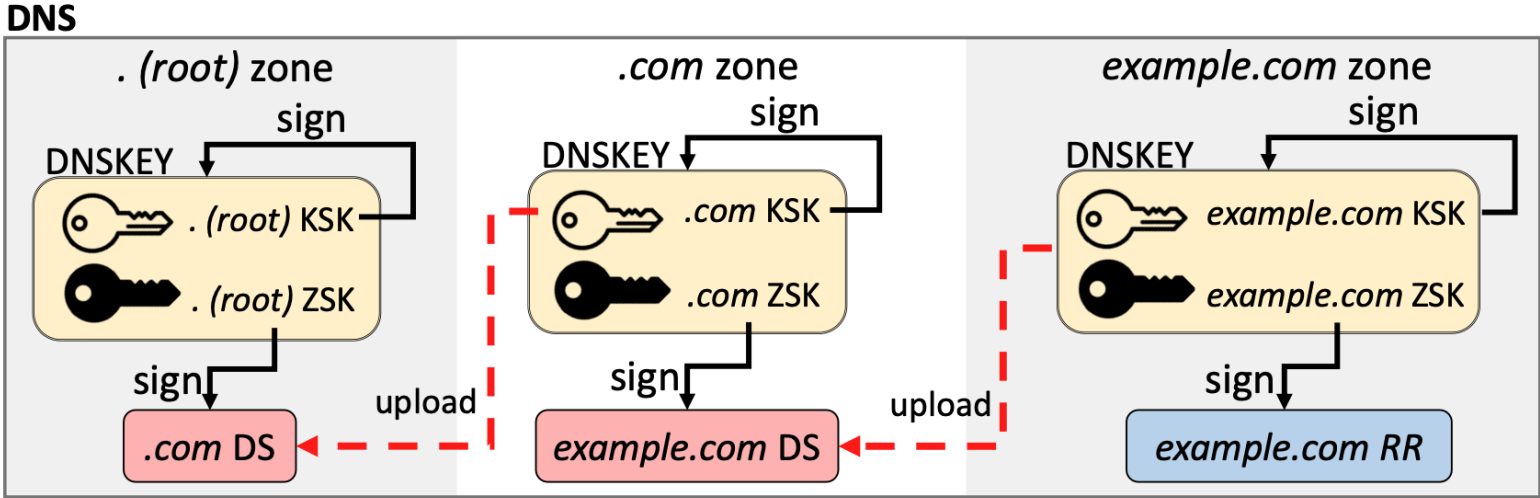 DNS
. (root) zone
sign
DNSKEY
. (root) KSK
. (root) ZSK
sign
.com DS
upload
.com zone
sign
DNSKEY
.com KSK
.com ZSK
sign
example.com DS
upload
example.com zone
sign
DNSKEY
example.com KSK
example.com ZSK
sign
example.com RR